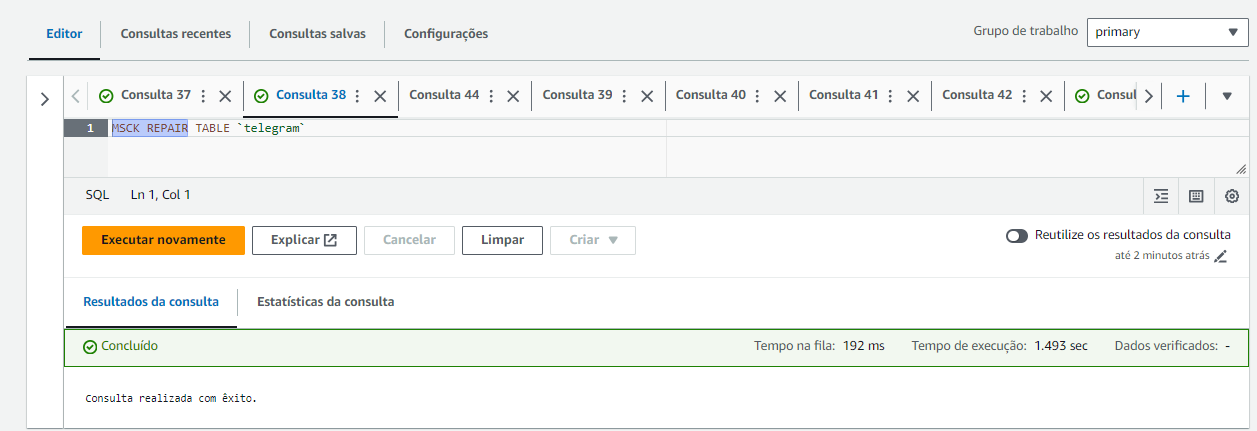 Editor Consultas recentes Consultas salvas Configurações Grupo de trabalho primary
Consulta 37 Consulta 38 Consulta 44 Consulta 39 Consulta 40 Consulta 41 Consulta 42 Consul
1 MSCK REPAIR TABLE `telegram`
SQL Ln 1, Col 1
Executar novamente Explicar Cancelar Limpar Criar Reutilize os resultados da consulta
até 2 minutos atrás
Resultados da consulta Estatísticas da consulta
Concluído Tempo na fila: 192 ms Tempo de execução: 1.493 sec Dados verificados: -
Consulta realizada com êxito.